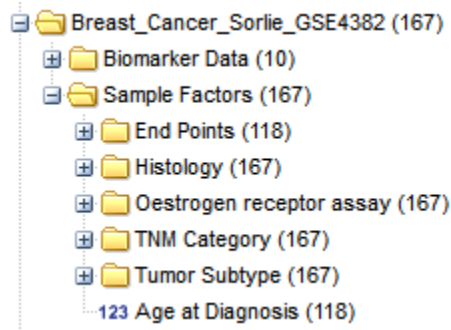 Breast_Cancer_Sorlie_GSE4382 (167)
Biomarker Data (10)
Sample Factors (167)
End Points (118)
Histology (167)
Oestrogen receptor assay (167)
TNM Category (167)
Tumor Subtype (167)
123 Age at Diagnosis (118)